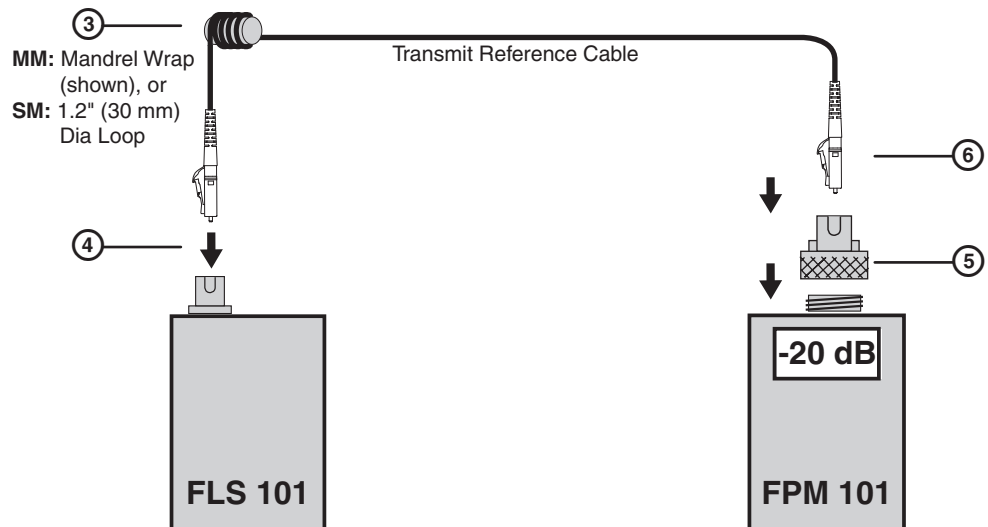 3
MM: Mandrel Wrap
(shown), or
SM: 1.2" (30 mm)
Dia Loop
Transmit Reference Cable
6
4
5
-20 dB
FLS 101
FPM 101